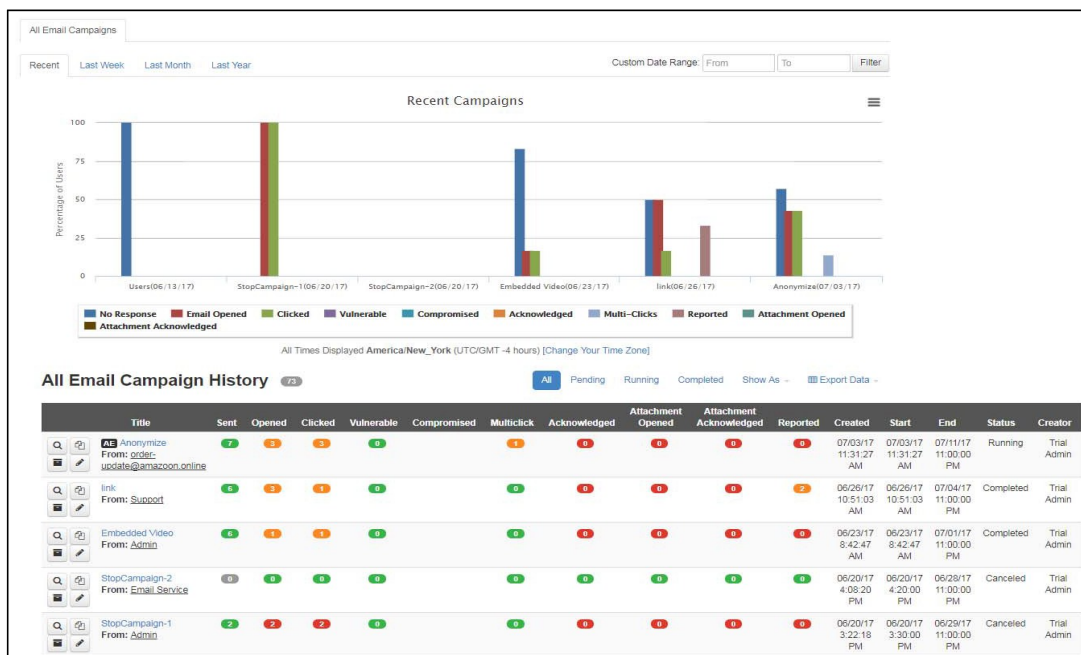 All Email Campaigns
Recent Last Week Last Month Last Year Custom Date Range: From To Filter
Recent Campaigns
100
75
50
25
0
Percentage of Users
Users(06/13/17) StopCampaign-1(06/20/17) StopCampaign-2(06/20/17) Embedded Video(06/23/17) link(06/26/17) Anonymize(07/03/17)
No Response Email Opened Clicked Vulnerable Compromised Acknowledged Multi-Clicks Reported Attachment Opened
Attachment Acknowledged
All Times Displayed America/New_York (UTC/GMT -4 hours) [Change Your Time Zone]
All Email Campaign History 73 All Pending Running Completed Show As Export Data
Title Sent Opened Clicked Vulnerable Compromised Multiclick Acknowledged Attachment Opened Attachment Acknowledged Reported Created Start End Status Creator
AE Anonymize 7 3 3 0 1 0 0 0 0 07/03/17 07/03/17 07/11/17 Running Trial
From: order- 11:31:27 11:31:27 11:00:00 Admin
update@amazoon.online AM AM PM
link 6 3 1 0 0 0 0 0 2 06/26/17 06/26/17 07/04/17 Completed Trial
From: Support 10:51:03 10:51:03 11:00:00 Admin
AM AM PM
Embedded Video 6 1 1 0 0 0 0 0 0 06/23/17 06/23/17 07/01/17 Completed Trial
From: Admin 8:42:47 8:42:47 11:00:00 Admin
AM AM PM
StopCampaign-2 0 0 0 0 0 0 0 0 0 06/20/17 06/20/17 06/28/17 Canceled Trial
From: Email Service 4:08:20 4:20:00 11:00:00 Admin
PM PM PM
StopCampaign-1 2 2 2 0 0 0 0 0 0 06/20/17 06/20/17 06/29/17 Canceled Trial
From: Admin 3:22:18 3:30:00 11:00:00 Admin
PM PM PM